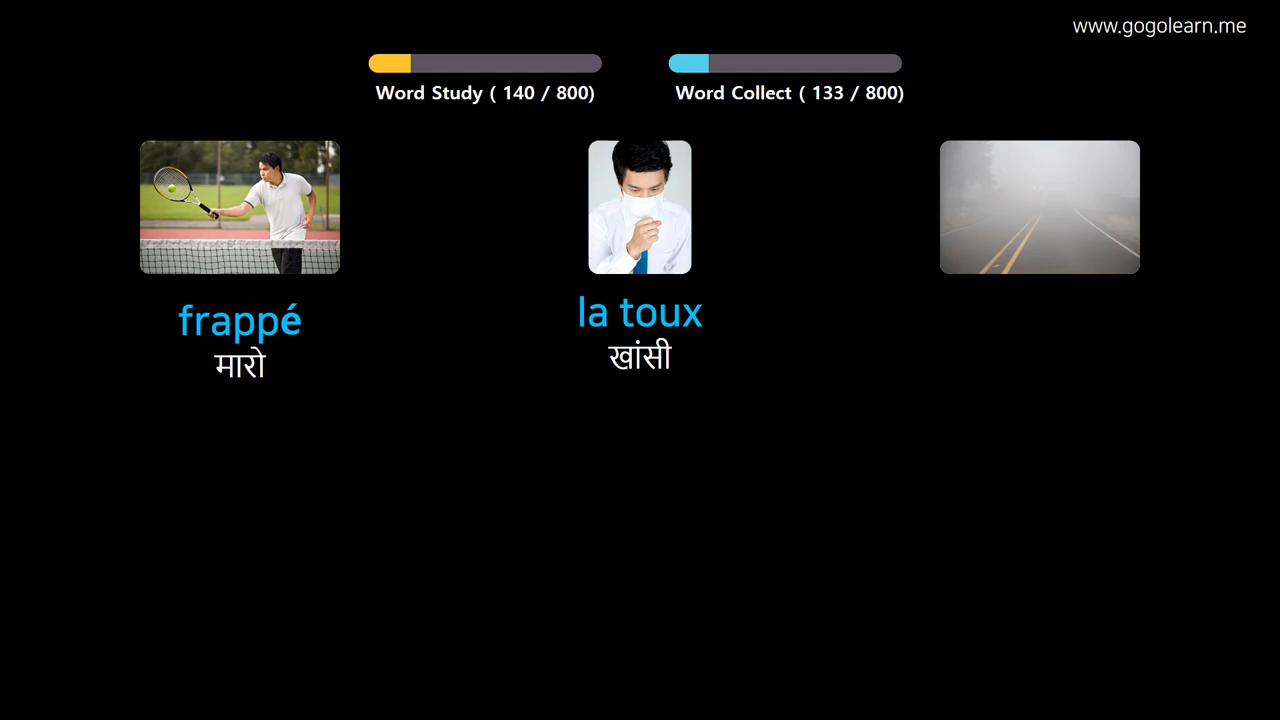 www.gogolearn.me
Word Study ( 140 / 800)
Word Collect ( 133 / 800)
frappé
मारो
la toux
खांसी